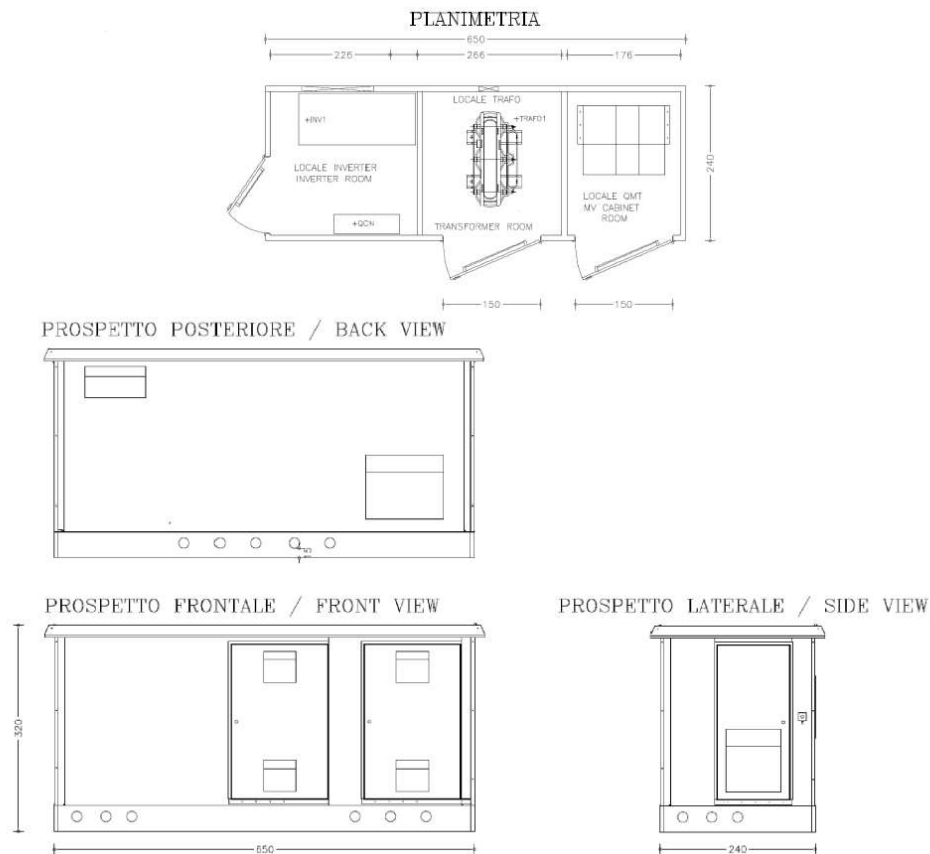 PLANIMETRIA
650
226
266
176
LOCALE TRAFO
+INV1
+TRAFO1
240
LOCALE INVERTER
INVERTER ROOM
LOCALE QMT
MV CABINET
ROOM
+QCN
TRANSFORMER ROOM
150
150
PROSPETTO POSTERIORE / BACK VIEW
PROSPETTO FRONTALE / FRONT VIEW
PROSPETTO LATERALE / SIDE VIEW
320
650
240